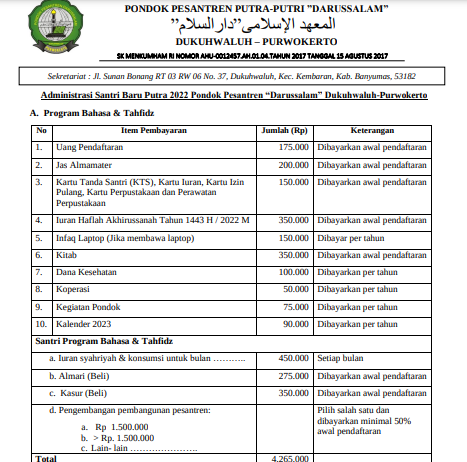 PONDOK PESANTREN PUTRA-PUTRI "DARUSSALAM"
المعهد الإسلامى"دارالسلام"
DUKUHWALUH – PURWOKERTO
SK MENKUMHAM RI NOMOR AHU-0012457.AH.01.04.TAHUN 2017 TANGGAL 15 AGUSTUS 2017
Sekretariat : Jl. Sunan Bonang RT 03 RW 06 No. 37, Dukuhwaluh, Kec. Kembaran, Kab. Banyumas, 53182
Administrasi Santri Baru Putra 2022 Pondok Pesantren "Darussalam" Dukuhwaluh-Purwokerto
A. Program Bahasa & Tahfidz
No Item Pembayaran Jumlah (Rp) Keterangan
1. Uang Pendaftaran 175.000 Dibayarkan awal pendaftaran
2. Jas Almamater 200.000 Dibayarkan awal pendaftaran
3. Kartu Tanda Santri (KTS), Kartu Iuran, Kartu Izin 150.000 Dibayarkan awal pendaftaran
Pulang, Kartu Perpustakaan dan Perawatan
Perpustakaan
4. Iuran Haflah Akhirussanah Tahun 1443 H / 2022 M 350.000 Dibayarkan awal pendaftaran
5. Infaq Laptop (Jika membawa laptop) 150.000 Dibayar per tahun
6. Kitab 350.000 Dibayarkan awal pendaftaran
7. Dana Kesehatan 100.000 Dibayarkan per tahun
8. Koperasi 50.000 Dibayarkan per tahun
9. Kegiatan Pondok 75.000 Dibayarkan per tahun
10. Kalender 2023 90.000 Dibayarkan per tahun
Santri Program Bahasa & Tahfidz
a. Iuran syahriyah & konsumsi untuk bulan ……….. 450.000 Setiap bulan
b. Almari (Beli) 275.000 Dibayarkan awal pendaftaran
c. Kasur (Beli) 350.000 Dibayarkan awal pendaftaran
d. Pengembangan pembangunan pesantren: Pilih salah satu dan
dibayarkan minimal 50%
a. Rp 1.500.000 awal pendaftaran
b. > Rp. 1.500.000
c. Lain- lain …………………
Total 4.265.000